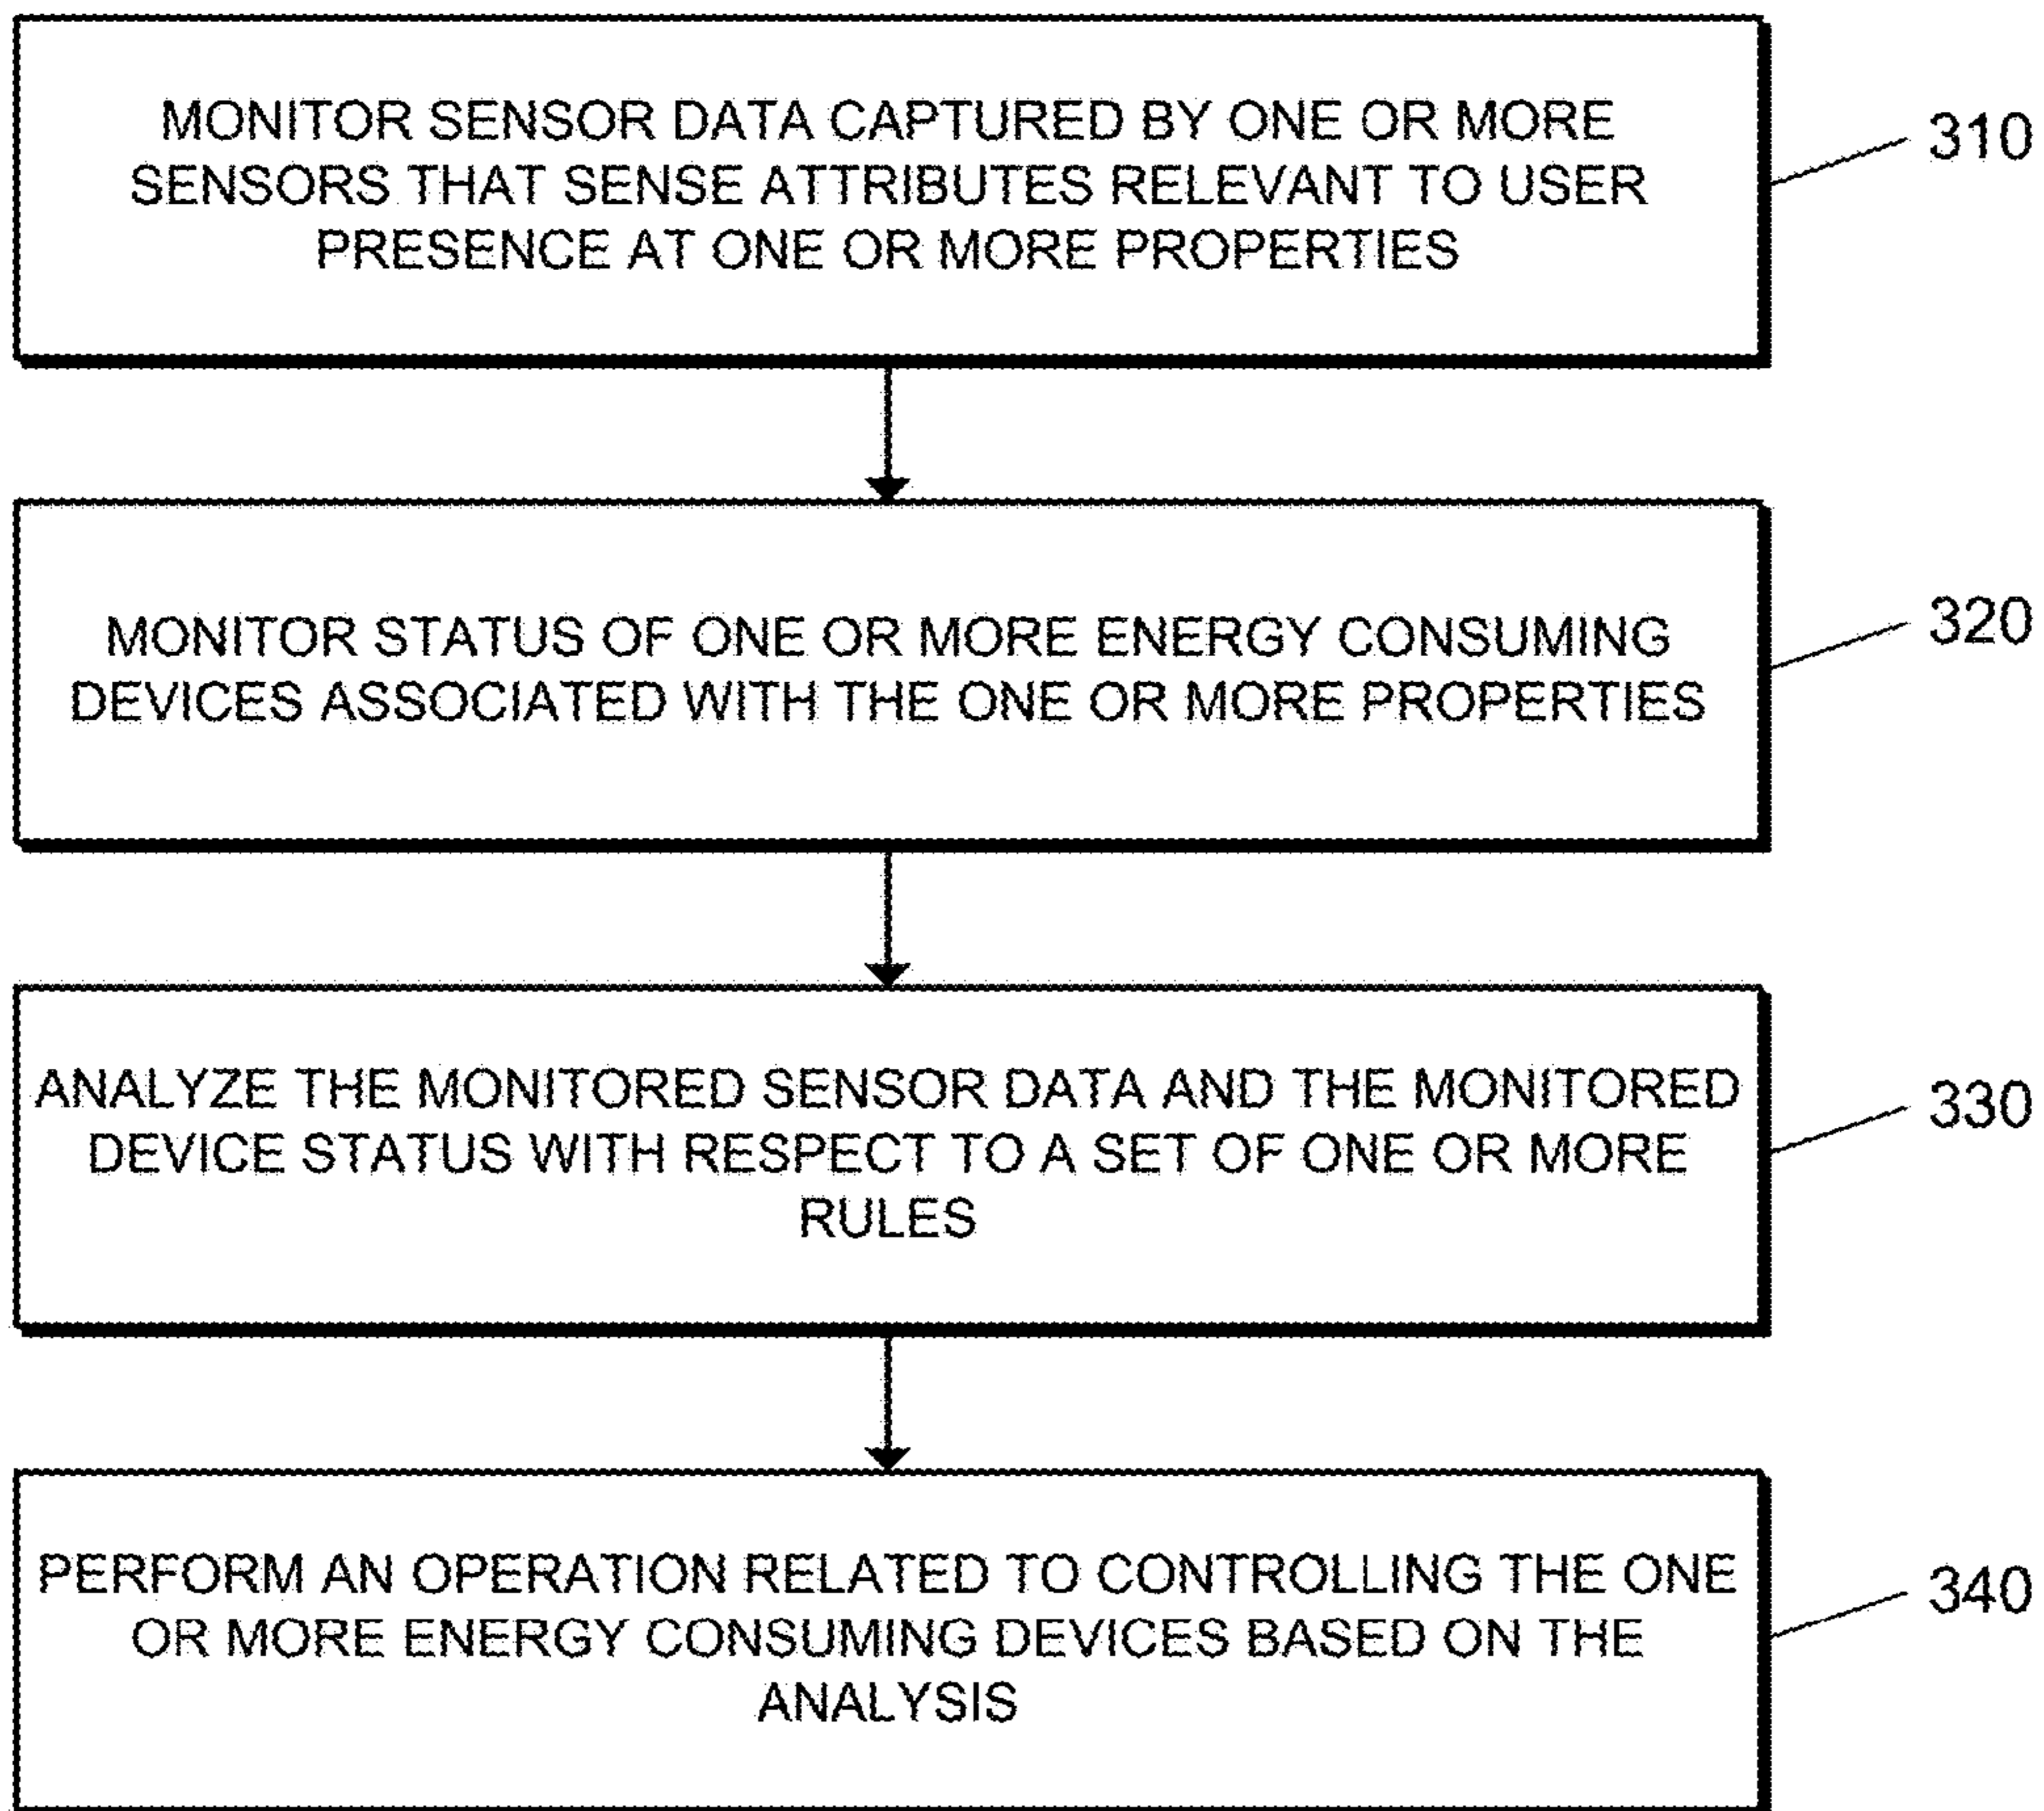 MONITOR SENSOR DATA CAPTURED BY ONE OR MORE
SENSORS THAT SENSE ATTRIBUTES RELEVANT TO USER
PRESENCE AT ONE OR MORE PROPERTIES
310
MONITOR STATUS OF ONE OR MORE ENERGY CONSUMING
DEVICES ASSOCIATED WITH THE ONE OR MORE PROPERTIES
320
ANALYZE THE MONITORED SENSOR DATA AND THE MONITORED
DEVICE STATUS WITH RESPECT TO A SET OF ONE OR MORE
RULES
330
PERFORM AN OPERATION RELATED TO CONTROLLING THE ONE
OR MORE ENERGY CONSUMING DEVICES BASED ON THE
ANALYSIS
340